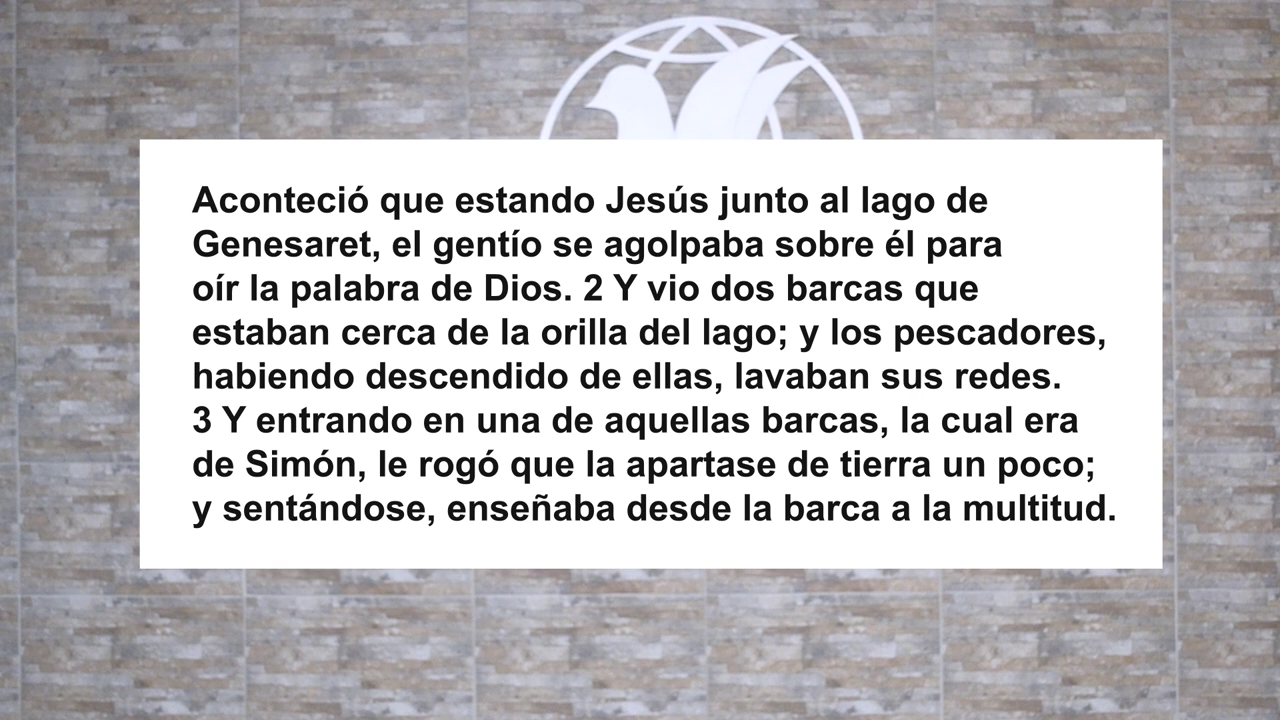 Aconteció que estando Jesús junto al lago de
Genesaret, el gentío se agolpaba sobre él para
oír la palabra de Dios. 2 Y vio dos barcas que
estaban cerca de la orilla del lago; y los pescadores,
habiendo descendido de ellas, lavaban sus redes.
3 Y entrando en una de aquellas barcas, la cual era
de Simón, le rogó que la apartase de tierra un poco;
y sentándose, enseñaba desde la barca a la multitud.